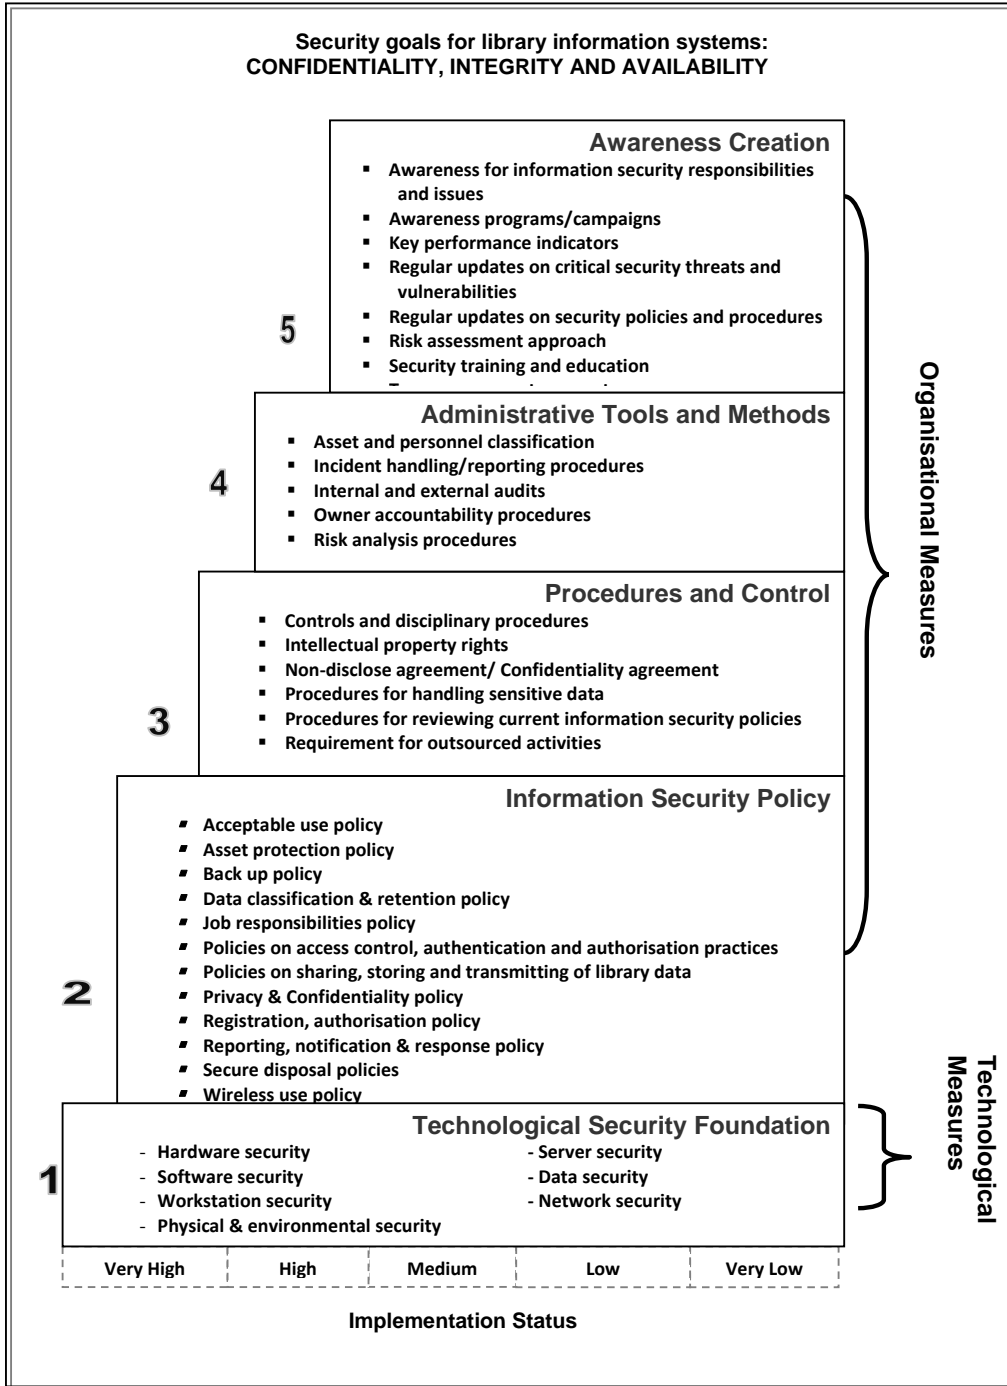 Security goals for library information systems:
CONFIDENTIALITY, INTEGRITY AND AVAILABILITY
Awareness Creation
▪ Awareness for information security responsibilities
and issues
▪ Awareness programs/campaigns
▪ Key performance indicators
▪ Regular updates on critical security threats and
vulnerabilities
▪ Regular updates on security policies and procedures
▪ Risk assessment approach
▪ Security training and education
5
Administrative Tools and Methods
▪ Asset and personnel classification
▪ Incident handling/reporting procedures
▪ Internal and external audits
▪ Owner accountability procedures
▪ Risk analysis procedures
4
Procedures and Control
▪ Controls and disciplinary procedures
▪ Intellectual property rights
▪ Non-disclose agreement/ Confidentiality agreement
▪ Procedures for handling sensitive data
▪ Procedures for reviewing current information security policies
▪ Requirement for outsourced activities
3
Information Security Policy
▪ Acceptable use policy
▪ Asset protection policy
▪ Back up policy
▪ Data classification & retention policy
▪ Job responsibilities policy
▪ Policies on access control, authentication and authorisation practices
▪ Policies on sharing, storing and transmitting of library data
▪ Privacy & Confidentiality policy
▪ Registration, authorisation policy
▪ Reporting, notification & response policy
▪ Secure disposal policies
▪ Wireless use policy
2
Organisational Measures
Technological Security Foundation
- Hardware security
- Software security
- Workstation security
- Physical & environmental security
- Server security
- Data security
- Network security
1
Technological
Measures
Very High
High
Medium
Low
Very Low
Implementation Status